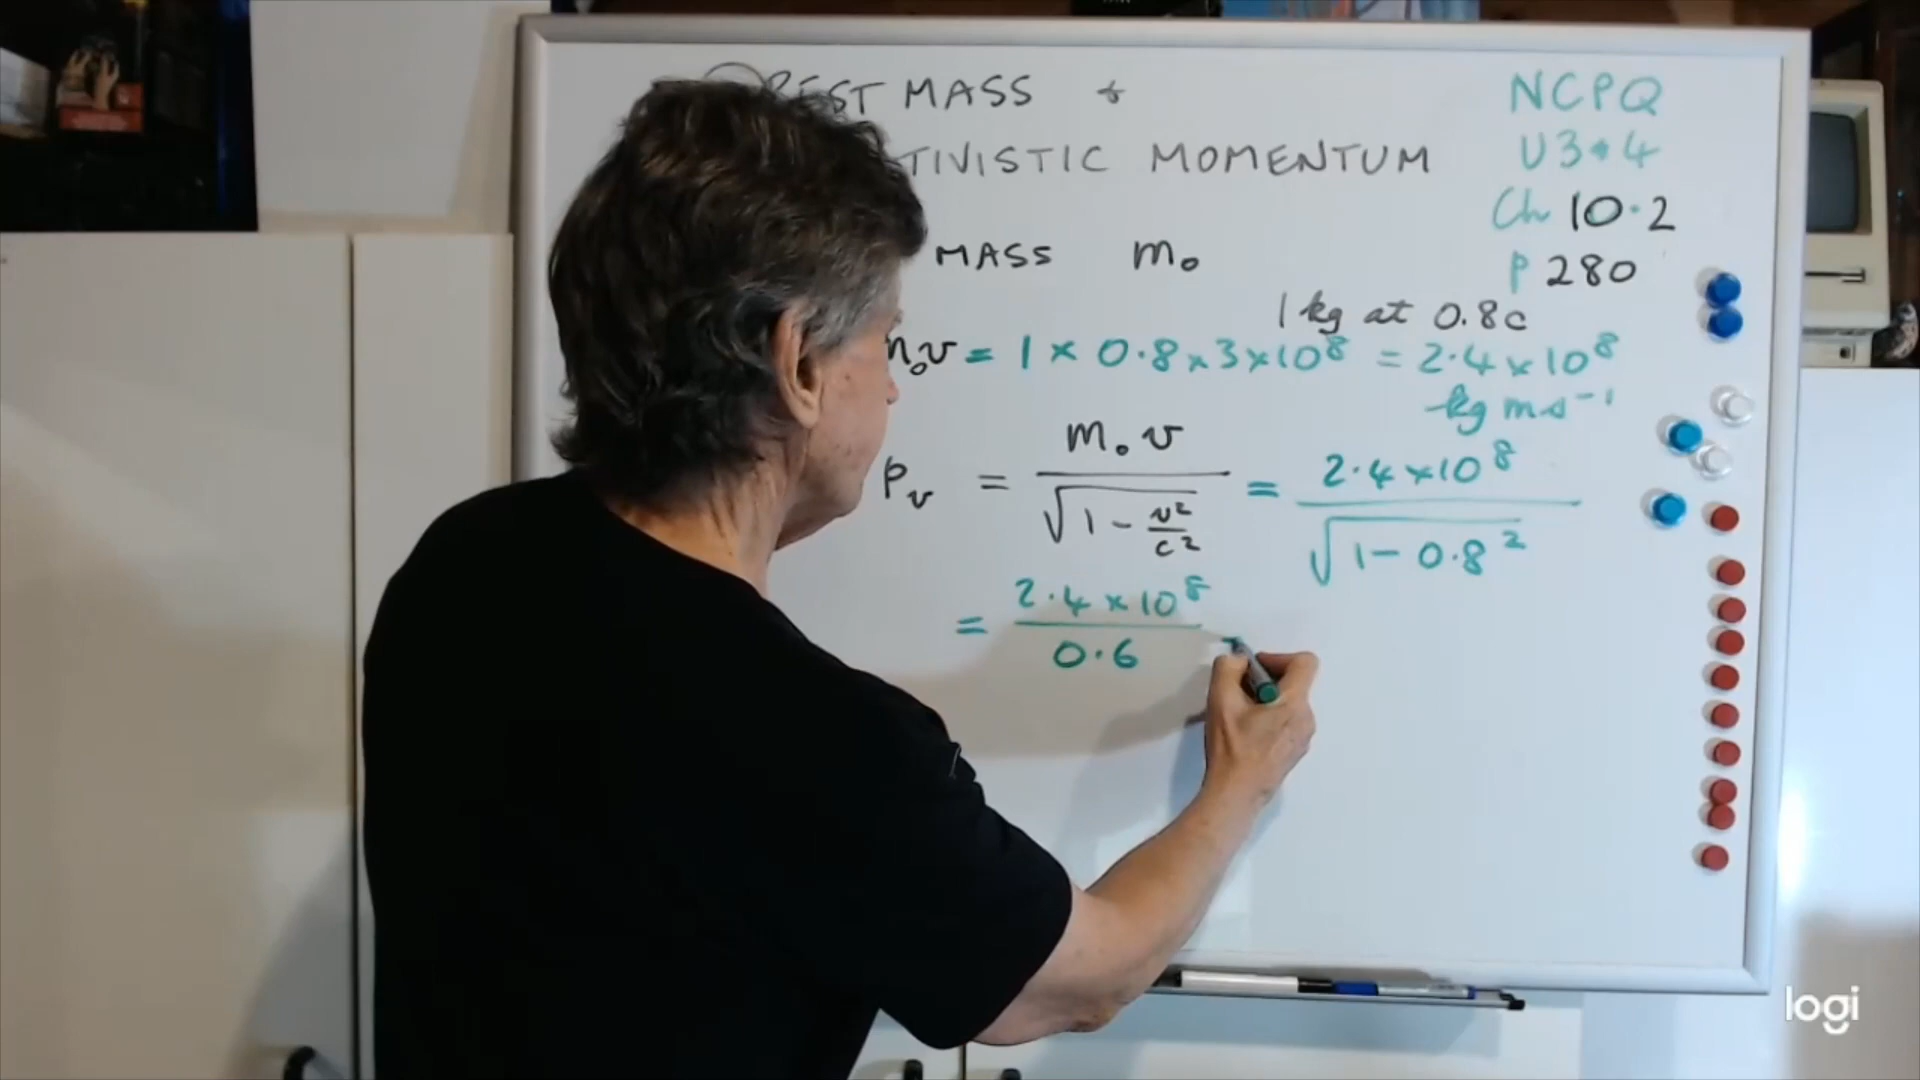 REST MASS +
TIVISTIC MOMENTUM
NCPQ
U3+4
Ch 10.2
p 280
MASS m₀
1 kg at 0.8c
m₀v = 1 × 0.8 × 3 × 10⁸ = 2.4 × 10⁸
kg ms⁻¹
pᵥ = m₀v / √(1 - v²/c²) = 2.4 × 10⁸ / √(1 - 0.8²)
= 2.4 × 10⁸ / 0.6
logi